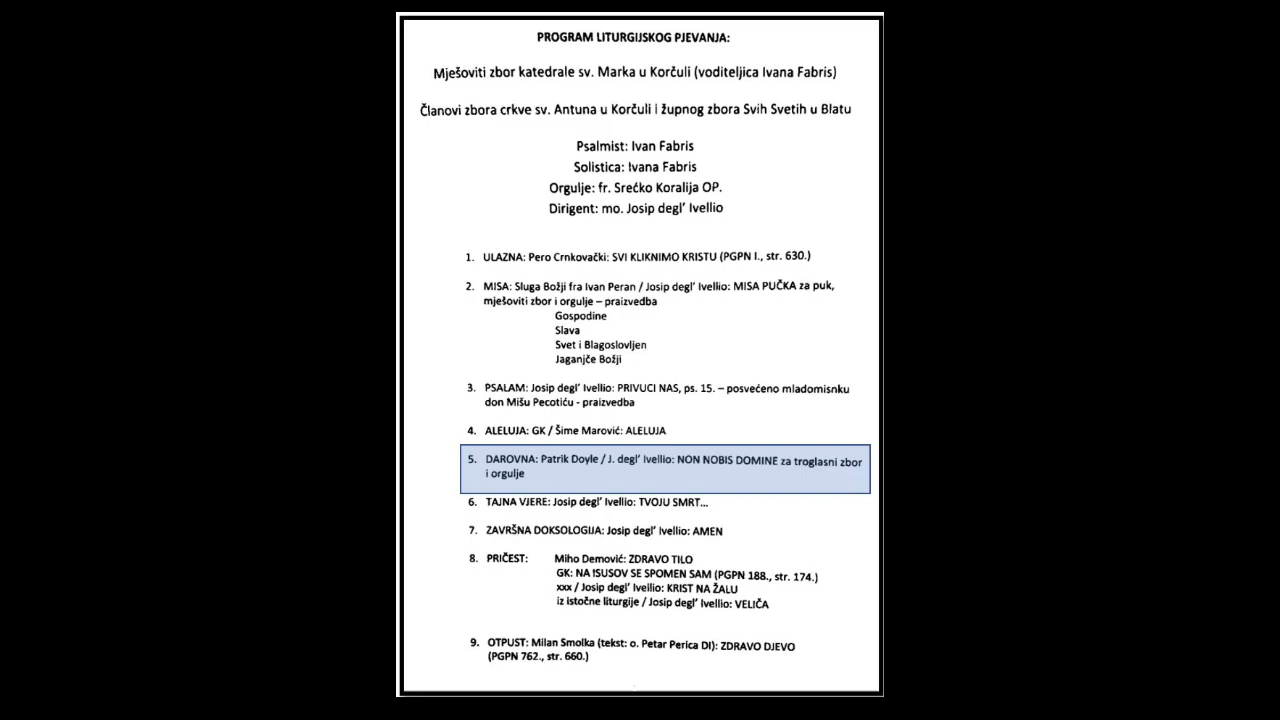 PROGRAM LITURGIJSKOG PJEVANJA:
Mješoviti zbor katedrale sv. Marka u Korčuli (voditeljica Ivana Fabris)
Članovi zbora crkve sv. Antuna u Korčuli i župnog zbora Svih Svetih u Blatu
Psalmist: Ivan Fabris
Solistica: Ivana Fabris
Orgulje: fr. Srećko Koralija OP.
Dirigent: mo. Josip degl' Ivellio
1. ULAZNA: Pero Crnkovački: SVI KLIKNIMO KRISTU (PGPN I., str. 630.)
2. MISA: Sluga Božji fra Ivan Peran / Josip degl' Ivellio: MISA PUČKA za puk,
mješoviti zbor i orgulje – praizvedba
Gospodine
Slava
Svet i Blagoslovljen
Jaganjče Božji
3. PSALAM: Josip degl' Ivellio: PRIVUCI NAS, ps. 15. – posvećeno mladomisnku
don Mišu Pecotiću - praizvedba
4. ALELUJA: GK / Šime Marović: ALELUJA
5. DAROVNA: Patrik Doyle / J. degl' Ivellio: NON NOBIS DOMINE za troglasni zbor
i orgulje
6. TAJNA VJERE: Josip degl' Ivellio: TVOJU SMRT...
7. ZAVRŠNA DOKSOLOGIJA: Josip degl' Ivellio: AMEN
8. PRIČEST: Miho Demović: ZDRAVO TILO
GK: NA ISUSOV SE SPOMEN SAM (PGPN 188., str. 174.)
xxx / Josip degl' Ivellio: KRIST NA ŽALU
iz istočne liturgije / Josip degl' Ivellio: VELIČA
9. OTPUST: Milan Smolka (tekst: o. Petar Perica DI): ZDRAVO DJEVO
(PGPN 762., str. 660.)